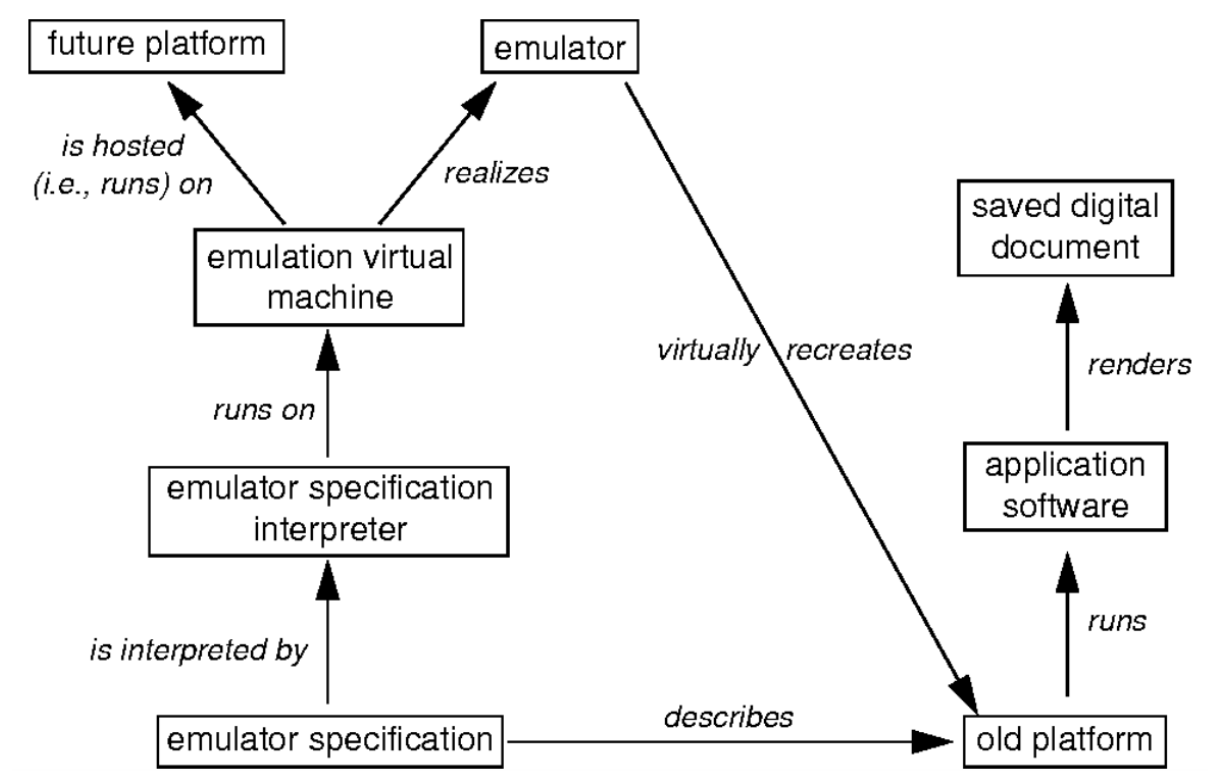 future platform
emulator
is hosted
(i.e., runs) on
realizes
saved digital
document
emulation virtual
machine
virtually recreates
renders
runs on
application
software
emulator specification
interpreter
runs
is interpreted by
describes
emulator specification
old platform